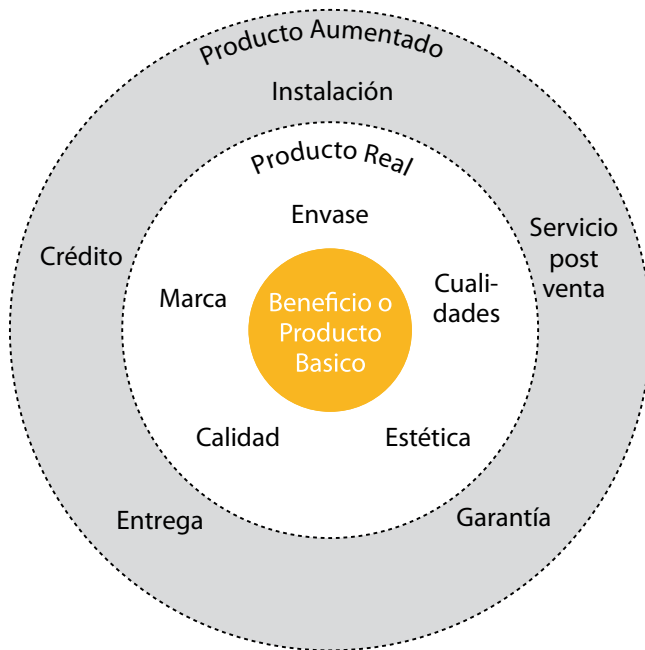 Producto Aumentado
Instalación
Producto Real
Envase
Crédito
Servicio
post
venta
Marca
Cuali-
dades
Beneficio o
Producto
Basico
Calidad
Estética
Entrega
Garantía